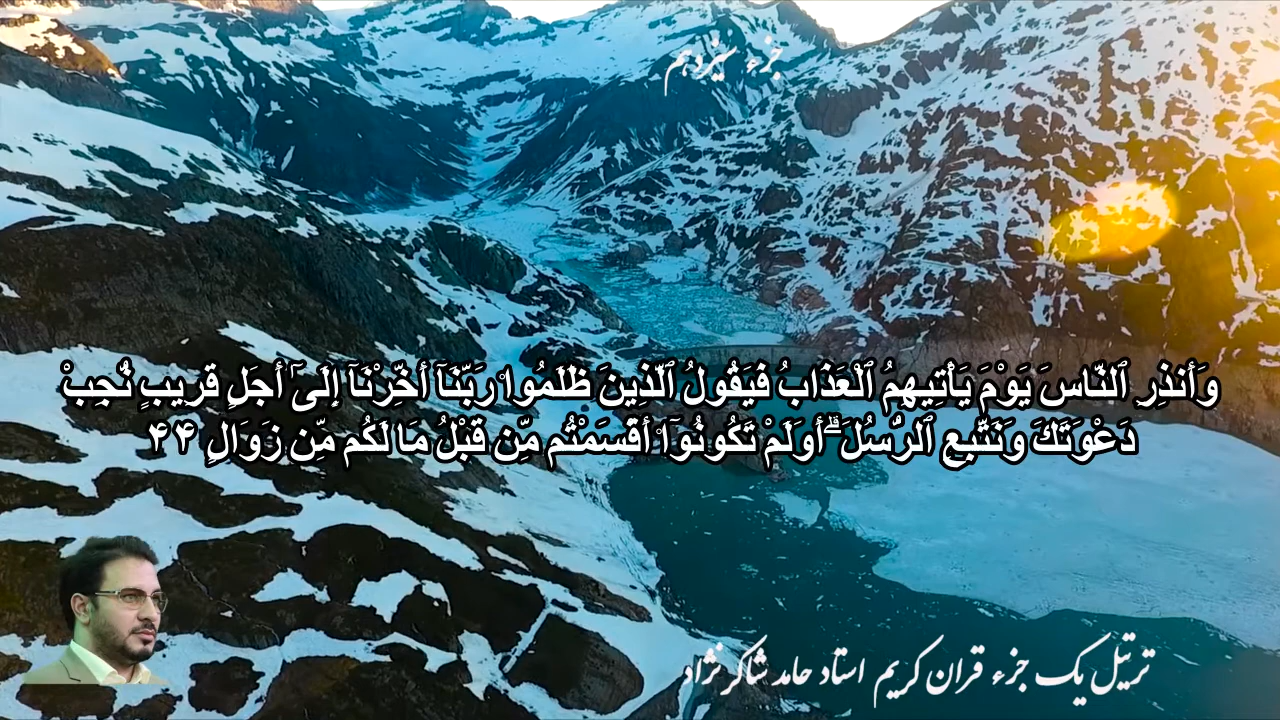 جزء سیزدهم
وَأَنذِرِ ٱلنَّاسَ يَوْمَ يَأْتِيهِمُ ٱلْعَذَابُ فَيَقُولُ ٱلَّذِينَ ظَلَمُوا۟ رَبَّنَآ أَخِّرْنَآ إِلَىٰٓ أَجَلٍ قَرِيبٍ نُّجِبْ
دَعْوَتَكَ وَنَتَّبِعِ ٱلرُّسُلَ ۗ أَوَلَمْ تَكُونُوٓا۟ أَقْسَمْتُم مِّن قَبْلُ مَا لَكُم مِّن زَوَالٍ ۴۴
ترتیل یک جزء قران کریم استاد حامد شاکرنژاد